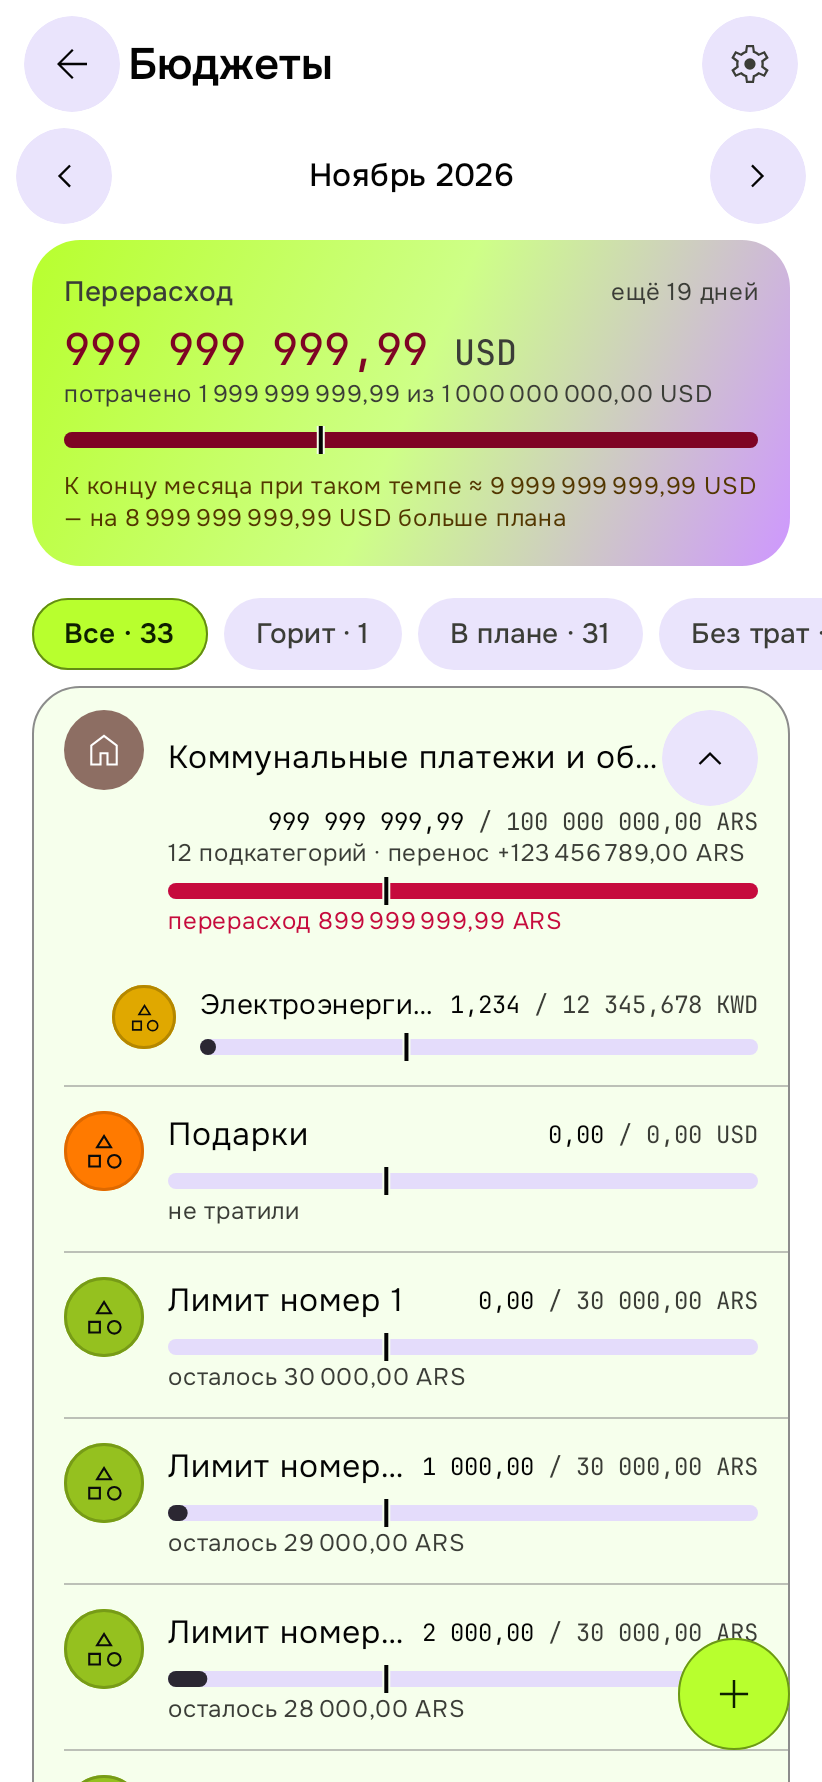 Бюджеты
Ноябрь 2026
Перерасход
ещё 19 дней
999 999 999,99 USD
потрачено 1 999 999 999,99 из 1 000 000 000,00 USD
К концу месяца при таком темпе ≈ 9 999 999 999,99 USD
— на 8 999 999 999,99 USD больше плана
Все · 33
Горит · 1
В плане · 31
Без трат ·
Коммунальные платежи и об…
999 999 999,99 / 100 000 000,00 ARS
12 подкатегорий · перенос +123 456 789,00 ARS
перерасход 899 999 999,99 ARS
Электроэнерги… 1,234 / 12 345,678 KWD
Подарки 0,00 / 0,00 USD
не тратили
Лимит номер 1 0,00 / 30 000,00 ARS
осталось 30 000,00 ARS
Лимит номер… 1 000,00 / 30 000,00 ARS
осталось 29 000,00 ARS
Лимит номер… 2 000,00 / 30 000,00 ARS
осталось 28 000,00 ARS